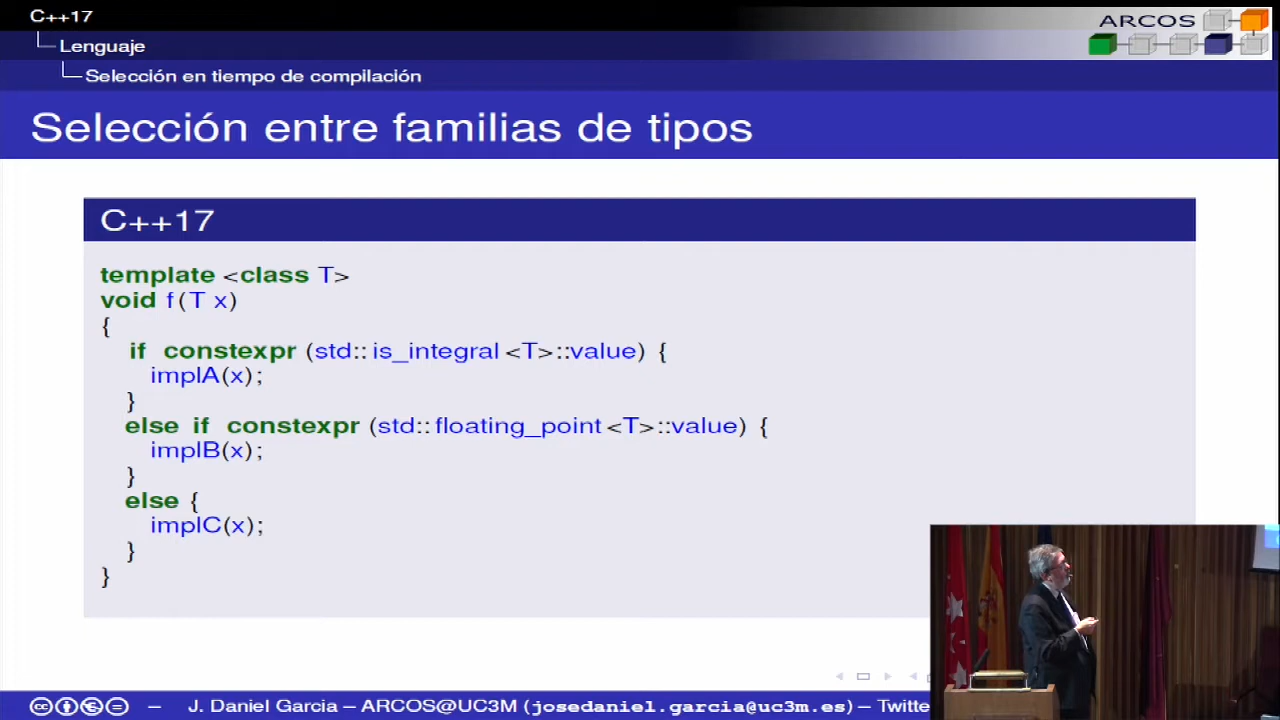 C++17
Lenguaje
Selección en tiempo de compilación
ARCOS
Selección entre familias de tipos
C++17
template <class T>
void f(T x)
{
if constexpr (std::is_integral<T>::value) {
implA(x);
}
else if constexpr (std::floating_point<T>::value) {
implB(x);
}
else {
implC(x);
}
}
cc – J. Daniel Garcia – ARCOS@UC3M (josedaniel.garcia@uc3m.es) – Twitte